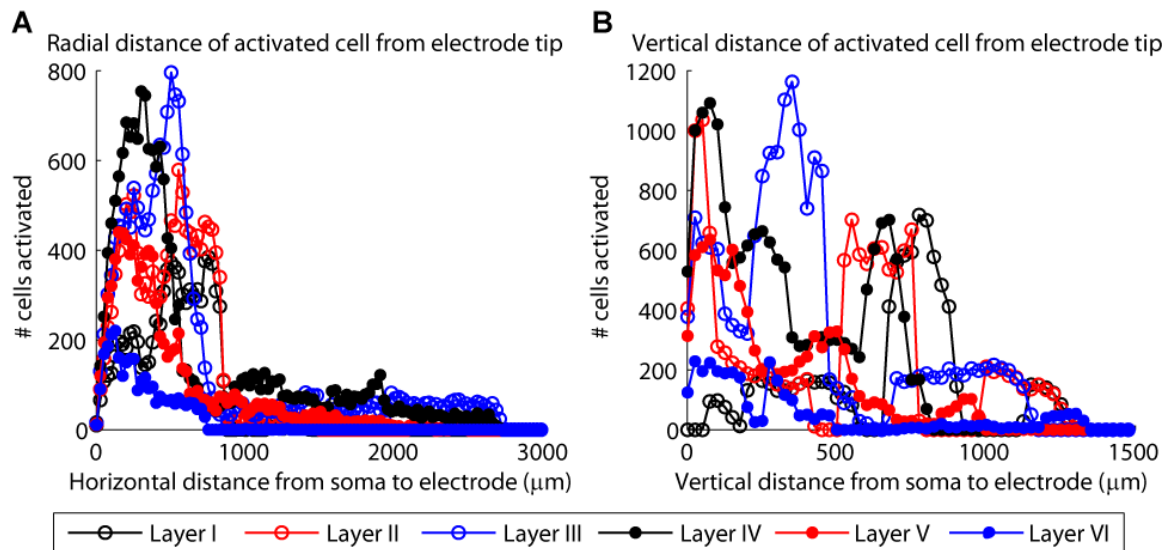 A
Radial distance of activated cell from electrode tip
800
600
400
200
0
# cells activated
0
1000
2000
3000
Horizontal distance from soma to electrode (μm)
B
Vertical distance of activated cell from electrode tip
1200
1000
800
600
400
200
0
# cells activated
0
500
1000
1500
Vertical distance from soma to electrode (μm)
Layer I
Layer II
Layer III
Layer IV
Layer V
Layer VI